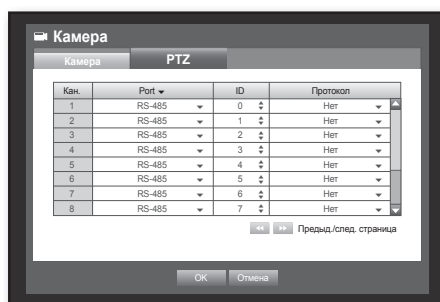 Камера
Камера PTZ
Кан. Port ID Протокол
1 RS-485 0 Нет
2 RS-485 1 Нет
3 RS-485 2 Нет
4 RS-485 3 Нет
5 RS-485 4 Нет
6 RS-485 5 Нет
7 RS-485 6 Нет
8 RS-485 7 Нет
Предыд./след. страница
OK Отмена